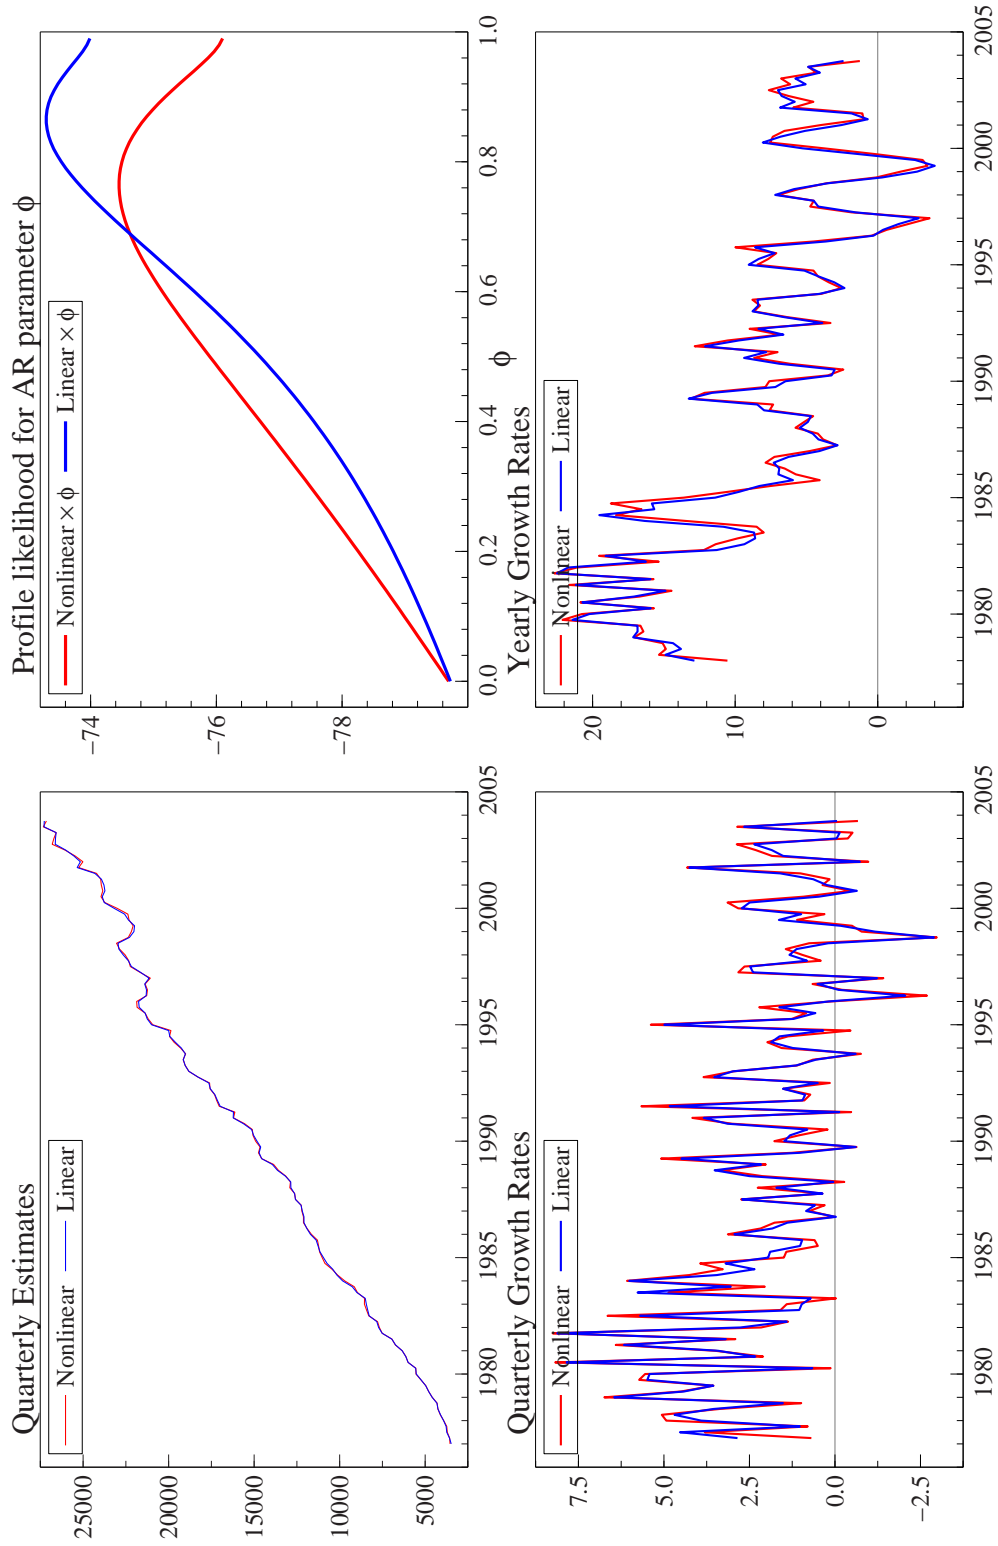 Quarterly Estimates
Nonlinear Linear
25000
20000
15000
10000
5000
1980 1985 1990 1995 2000 2005
Profile likelihood for AR parameter ϕ
Nonlinear × ϕ Linear × ϕ
−74
−76
−78
0.0 0.2 0.4 0.6 0.8 1.0
ϕ
Quarterly Growth Rates
Nonlinear Linear
7.5
5.0
2.5
0.0
−2.5
1980 1985 1990 1995 2000 2005
Yearly Growth Rates
Nonlinear Linear
20
10
0
1980 1985 1990 1995 2000 2005